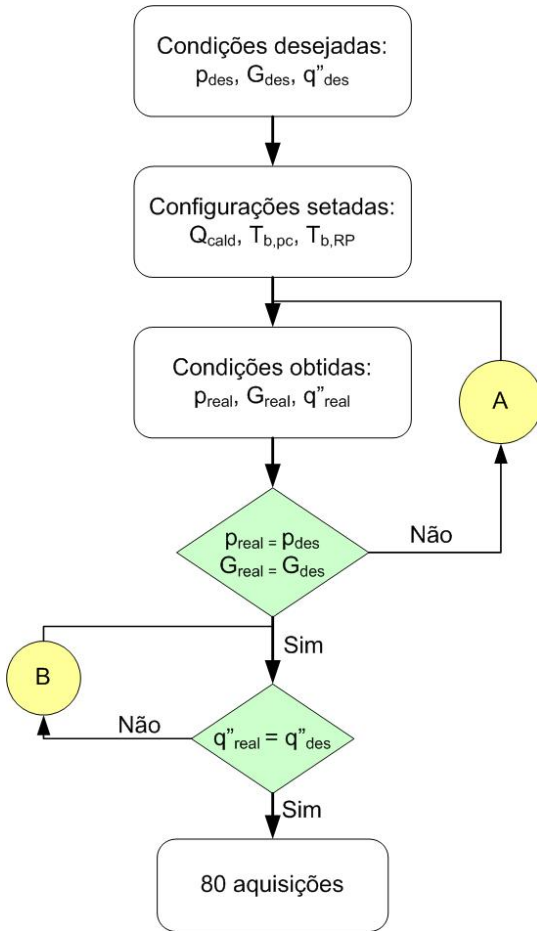 Condições desejadas:
p_des, G_des, q”_des
Configurações setadas:
Q_cald, T_b,pc, T_b,RP
Condições obtidas:
p_real, G_real, q”_real
A
p_real = p_des
G_real = G_des
Não
Sim
B
Não
q”_real = q”_des
Sim
80 aquisições